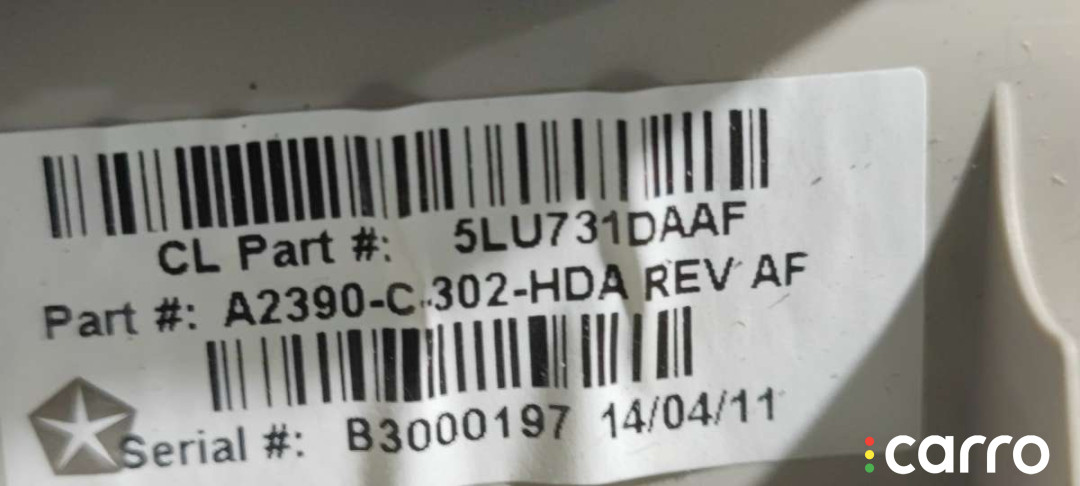 CL Part #: 5LU731DAAF
Part #: A2390-C-302-HDA REV AF
Serial #: B3000197 14/04/11
carro